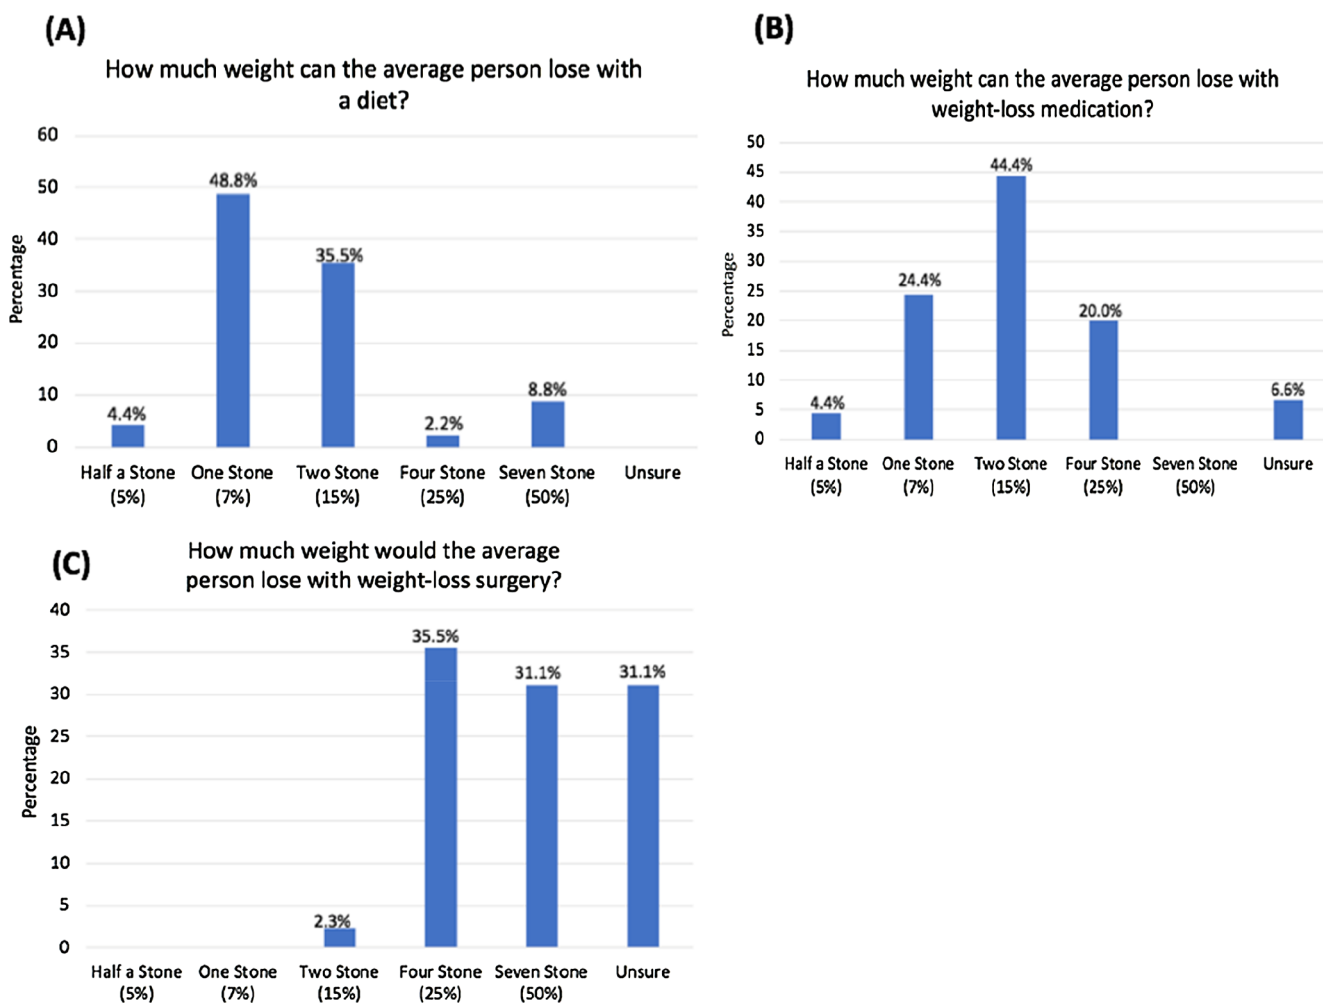 (A)
How much weight can the average person lose with
a diet?
Percentage
60
50
40
30
20
10
0
48.8%
35.5%
4.4%
2.2%
8.8%
Half a Stone One Stone Two Stone Four Stone Seven Stone Unsure
(5%) (7%) (15%) (25%) (50%)
(B)
How much weight can the average person lose with
weight-loss medication?
Percentage
50
45
40
35
30
25
20
15
10
5
0
44.4%
24.4%
20.0%
4.4%
6.6%
Half a Stone One Stone Two Stone Four Stone Seven Stone Unsure
(5%) (7%) (15%) (25%) (50%)
(C)
How much weight would the average
person lose with weight-loss surgery?
Percentage
40
35
30
25
20
15
10
5
0
35.5%
31.1%
31.1%
2.3%
Half a Stone One Stone Two Stone Four Stone Seven Stone Unsure
(5%) (7%) (15%) (25%) (50%)